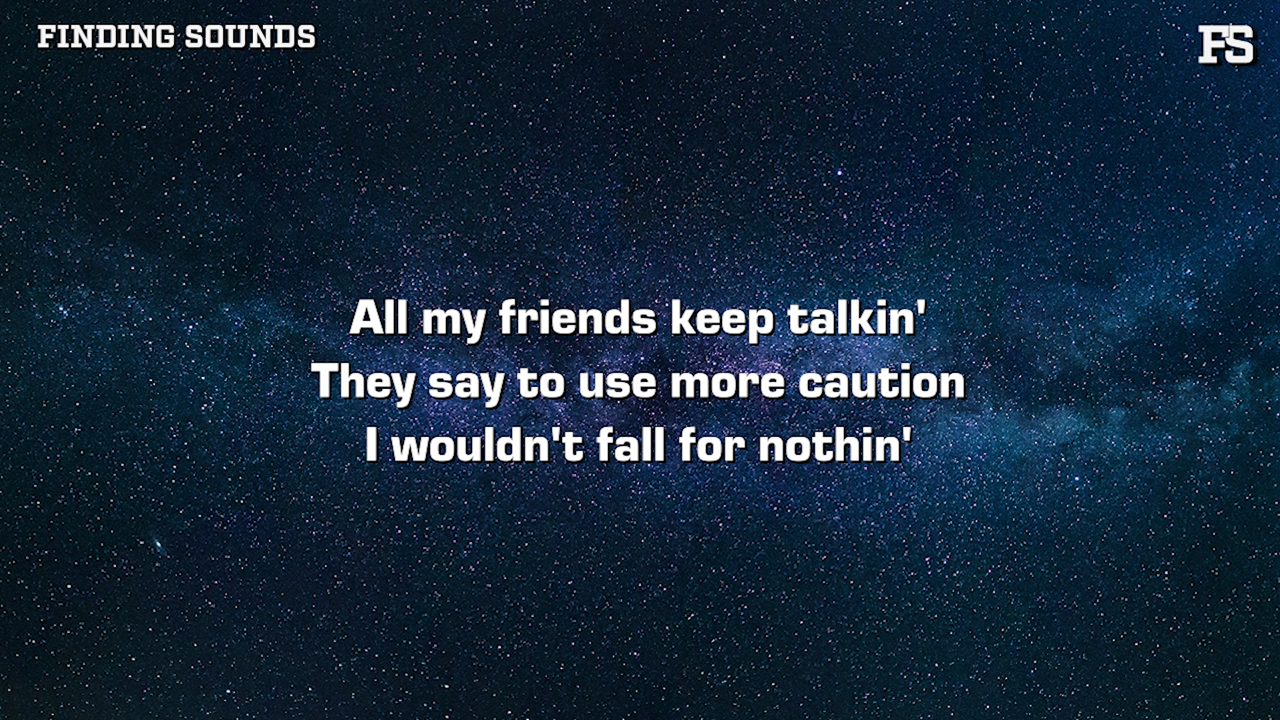 FINDING SOUNDS
FS
All my friends keep talkin'
They say to use more caution
I wouldn't fall for nothin'